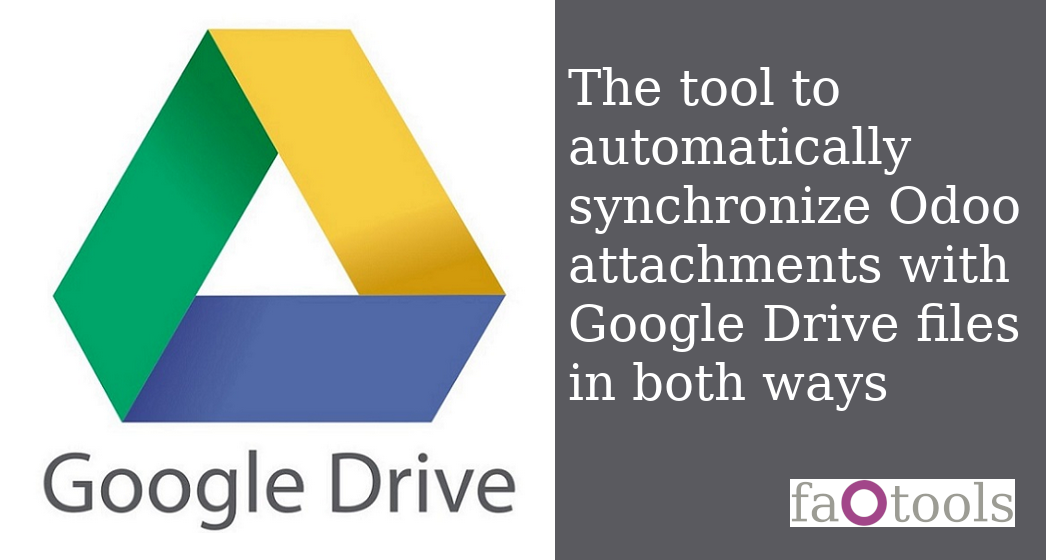 Google Drive
The tool to
automatically
synchronize Odoo
attachments with
Google Drive files
in both ways
faOtools